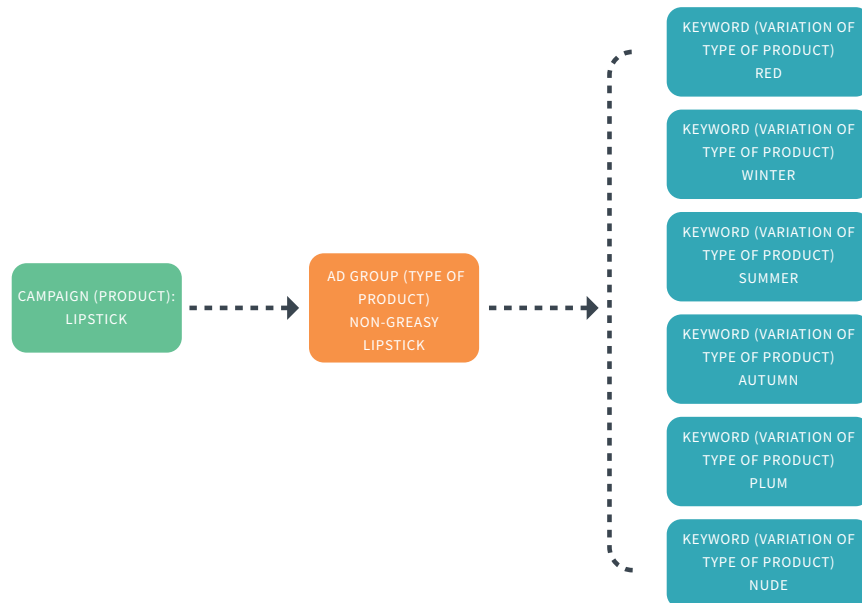 CAMPAIGN (PRODUCT):
LIPSTICK
AD GROUP (TYPE OF
PRODUCT)
NON-GREASY
LIPSTICK
KEYWORD (VARIATION OF
TYPE OF PRODUCT)
RED
KEYWORD (VARIATION OF
TYPE OF PRODUCT)
WINTER
KEYWORD (VARIATION OF
TYPE OF PRODUCT)
SUMMER
KEYWORD (VARIATION OF
TYPE OF PRODUCT)
AUTUMN
KEYWORD (VARIATION OF
TYPE OF PRODUCT)
PLUM
KEYWORD (VARIATION OF
TYPE OF PRODUCT)
NUDE